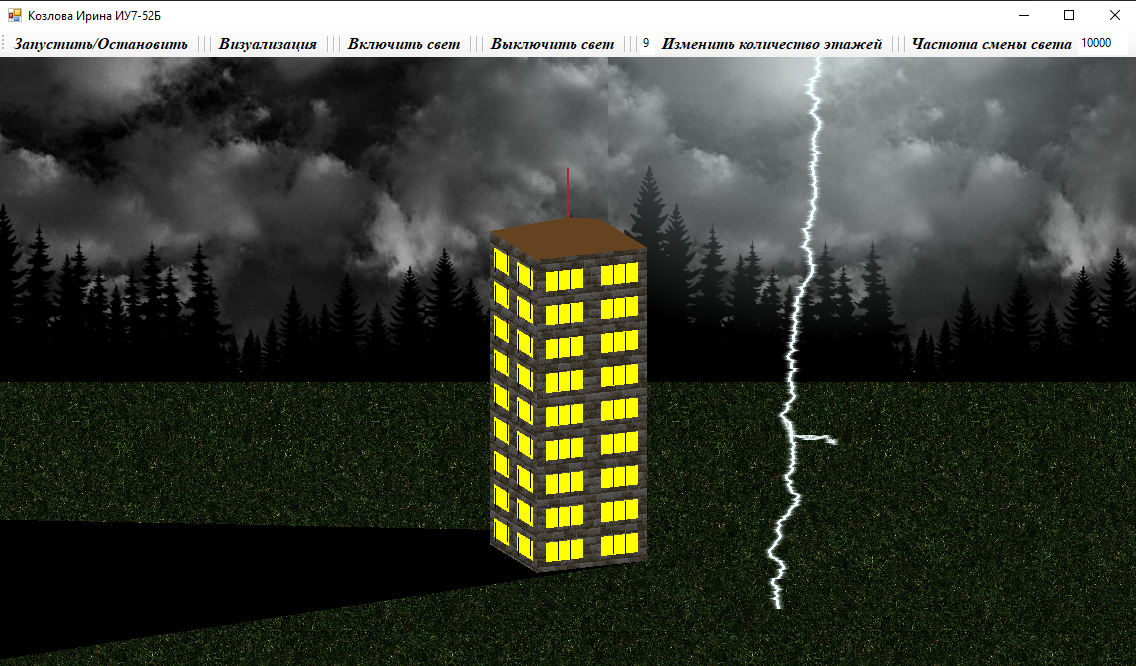 Козлова Ирина ИУ7-52Б
Запустить/Остановить Визуализация Включить свет Выключить свет 9 Изменить количество этажей Частота смены света 10000